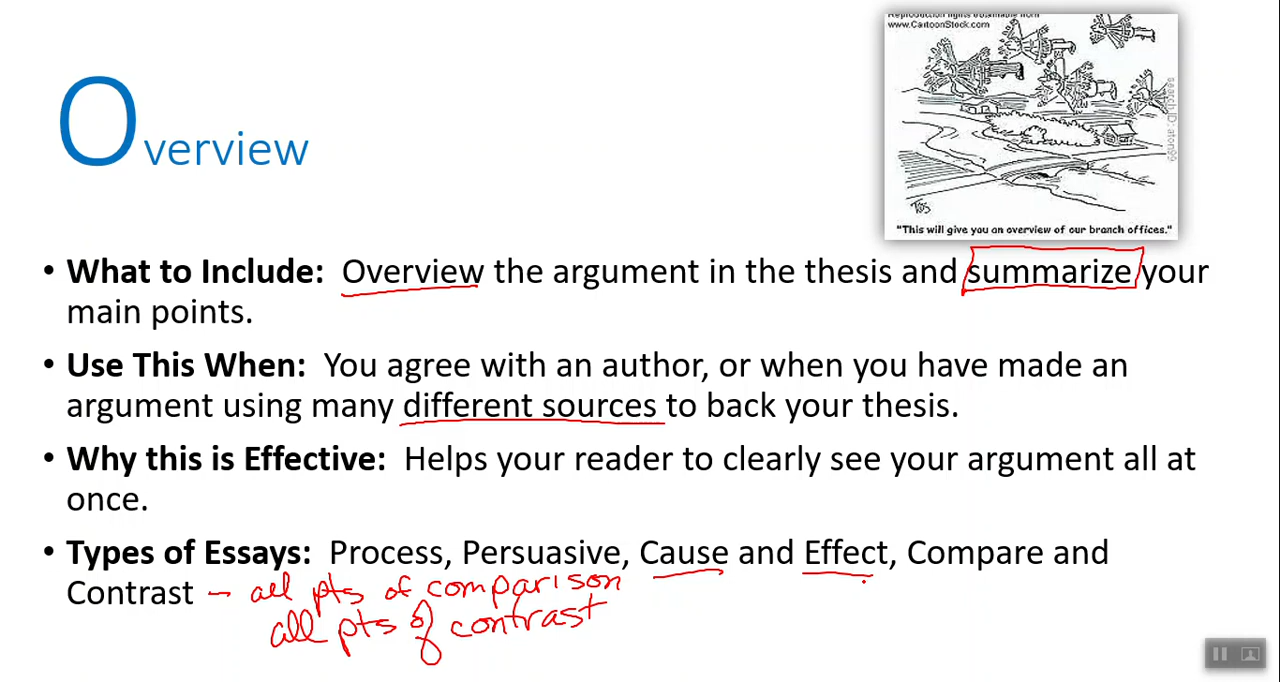 Reproduction rights obtainable from
www.CartoonStock.com
search ID: aton99
"This will give you an overview of our branch offices."
Overview
• What to Include: Overview the argument in the thesis and summarize your
main points.
• Use This When: You agree with an author, or when you have made an
argument using many different sources to back your thesis.
• Why this is Effective: Helps your reader to clearly see your argument all at
once.
• Types of Essays: Process, Persuasive, Cause and Effect, Compare and
Contrast - all pts of comparison
all pts of contrast